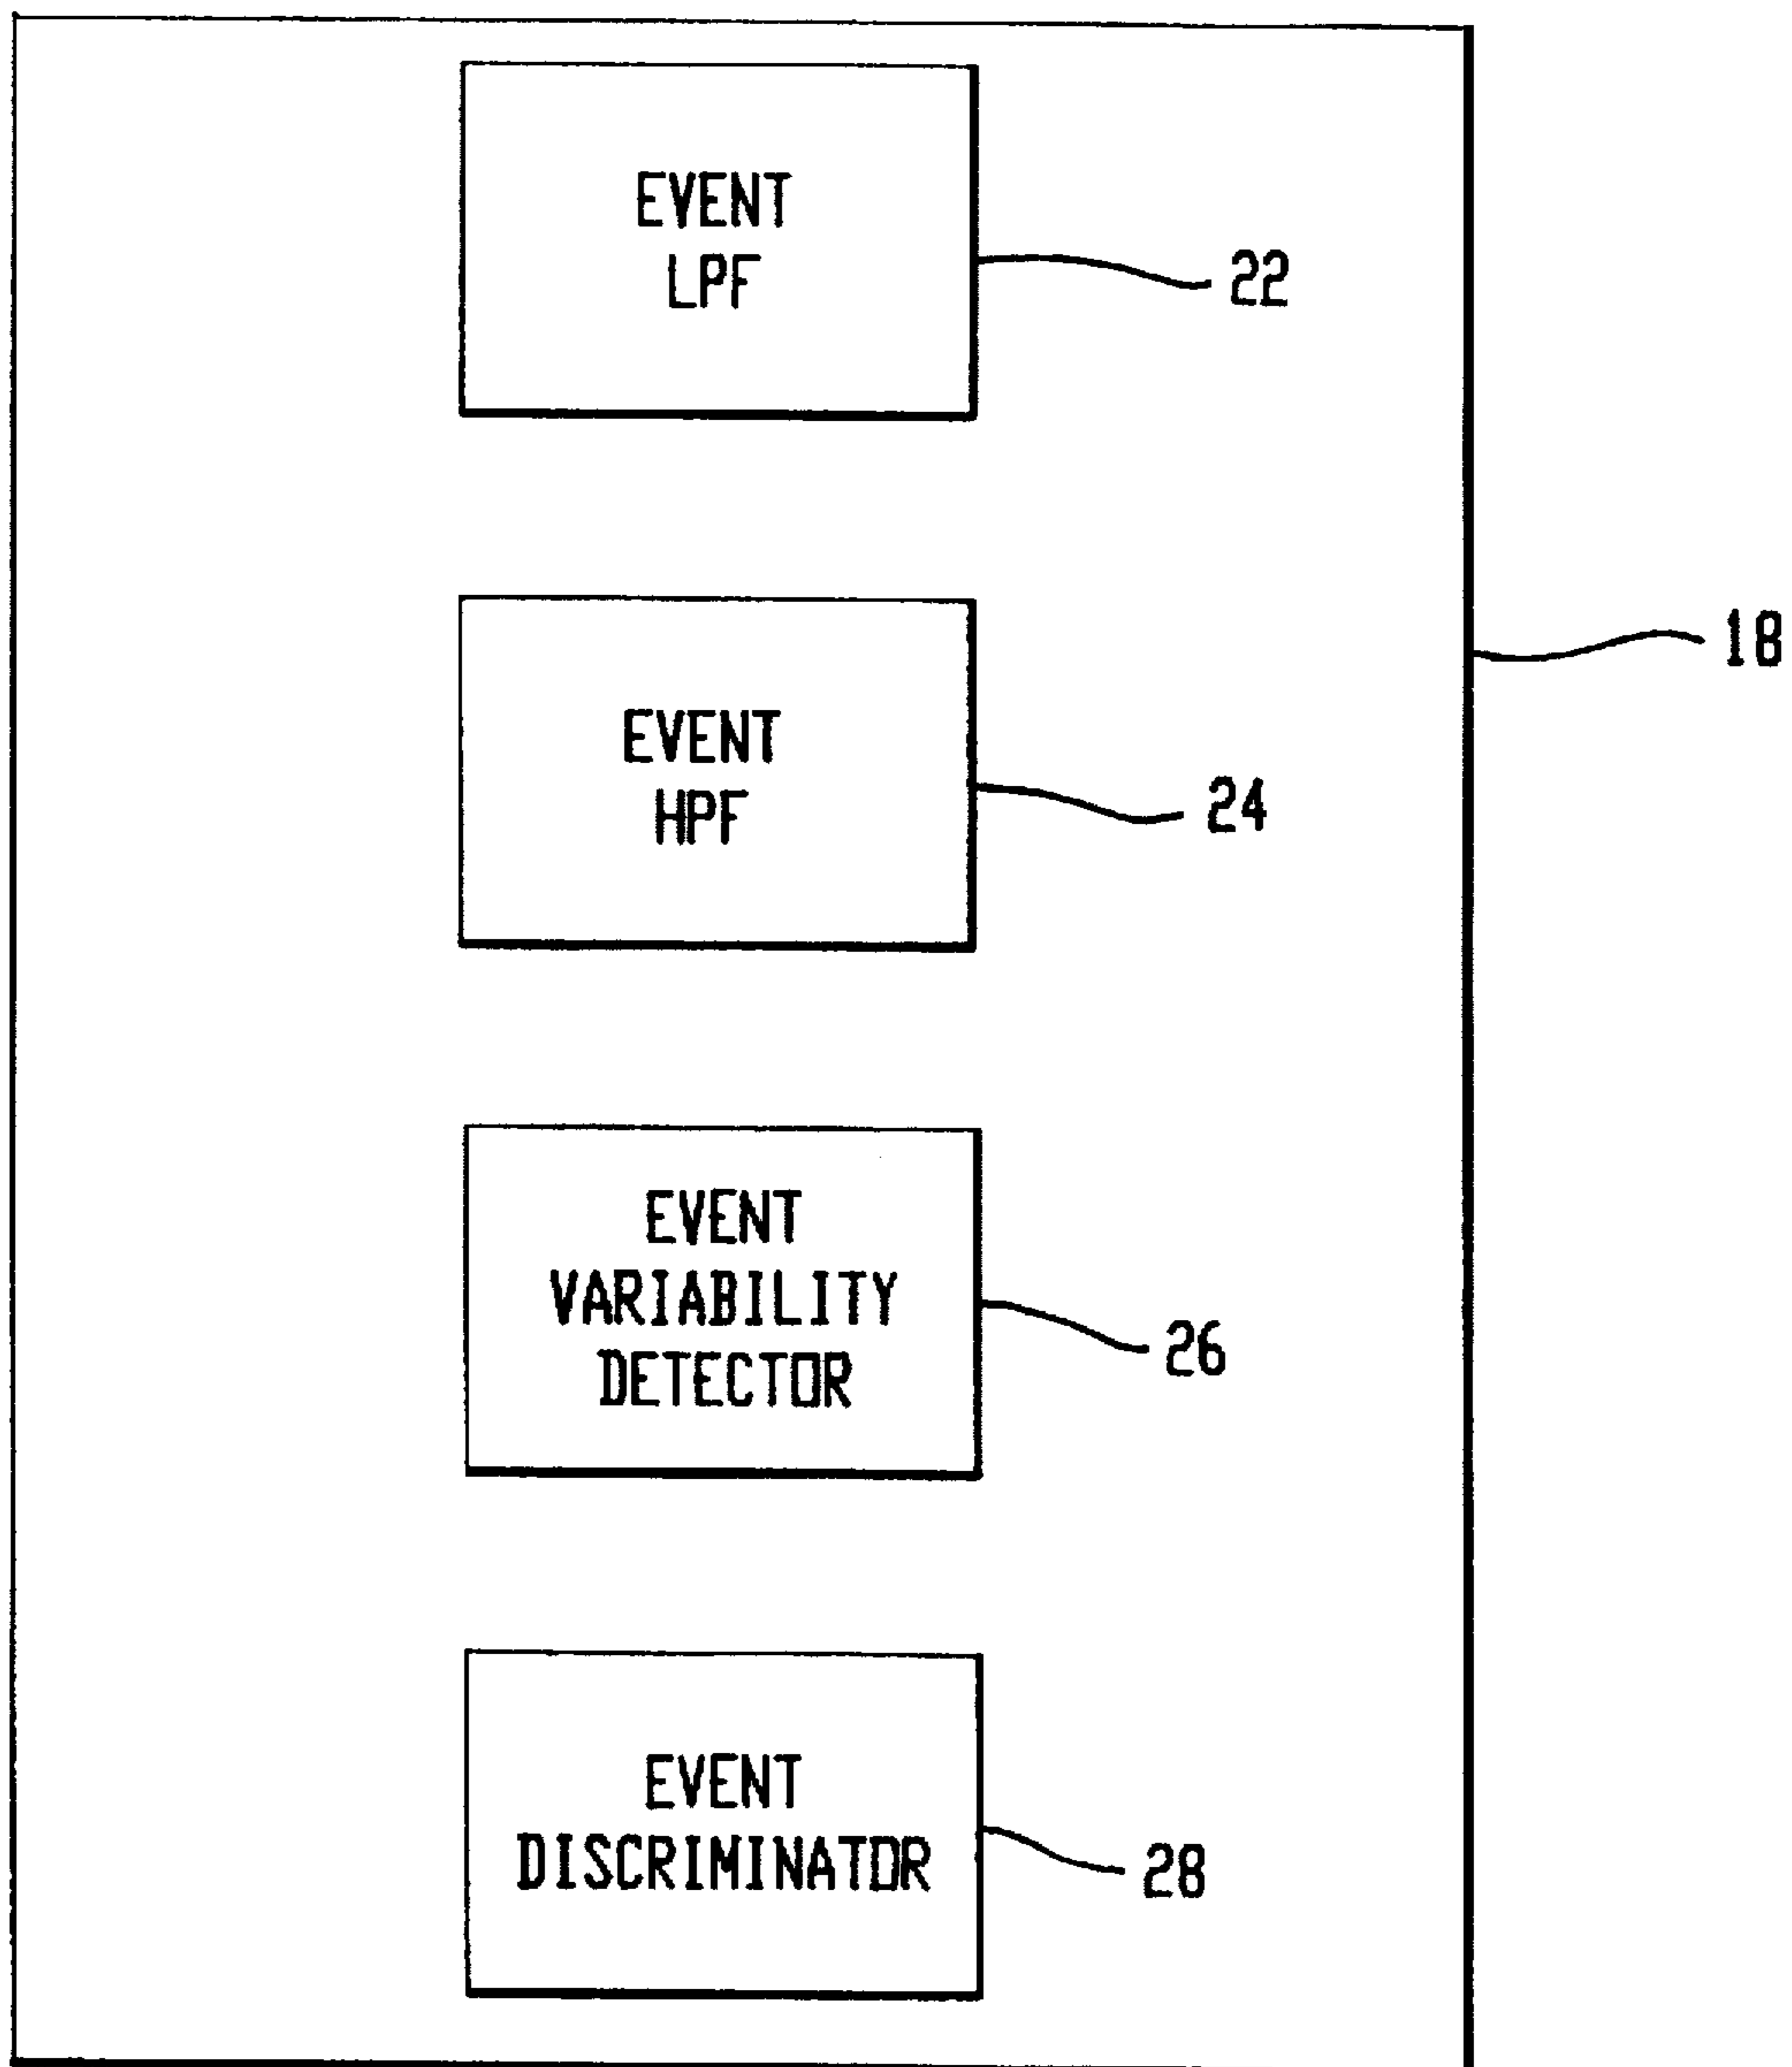 EVENT
LPF
22
18
EVENT
HPF
24
EVENT
VARIABILITY
DETECTOR
26
EVENT
DISCRIMINATOR
28